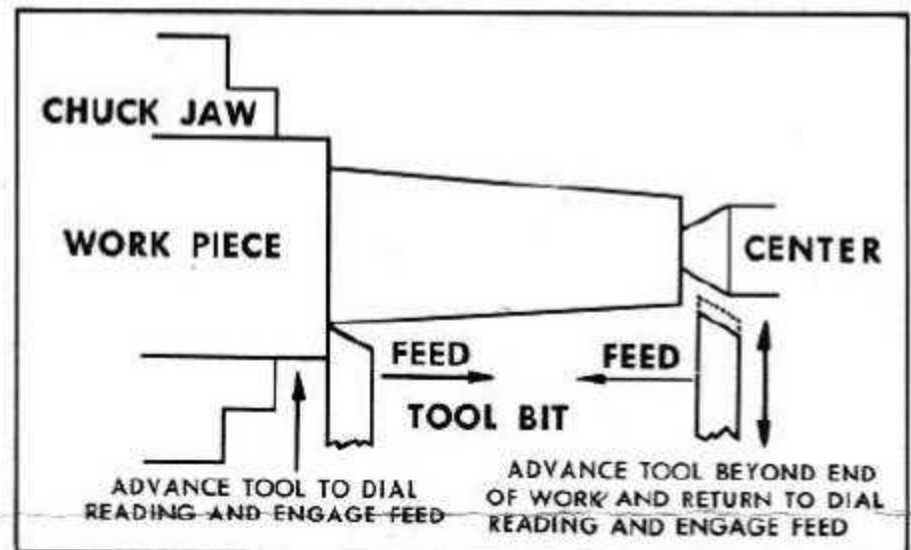 CHUCK JAW
WORK PIECE
CENTER
FEED
FEED
TOOL BIT
ADVANCE TOOL TO DIAL
READING AND ENGAGE FEED
ADVANCE TOOL BEYOND END
OF WORK AND RETURN TO DIAL
READING AND ENGAGE FEED